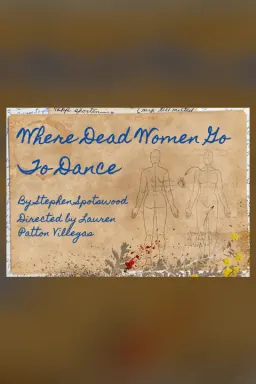 Where Dead Women Go
To Dance
By Stephen Spotswood
Directed by Lauren
Patton Villegas